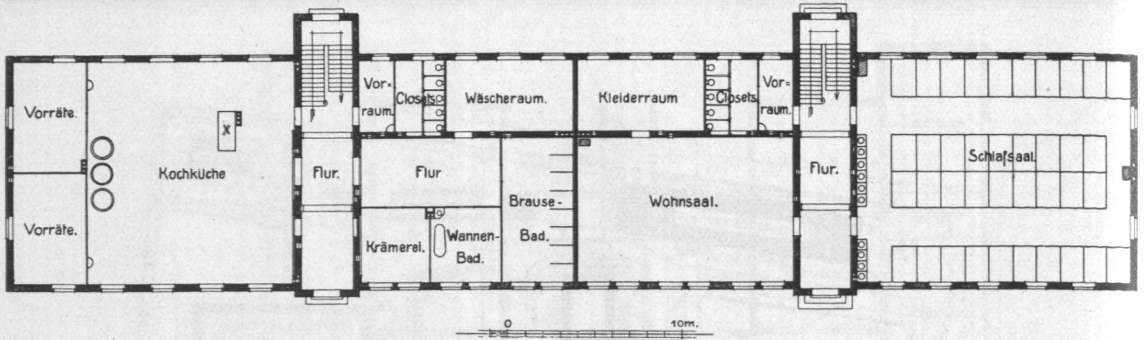 Vorräte.
Kochküche
Vorräte.
Flur.
Vor=
raum.
Closets.
Wäscheraum.
Kleiderraum
Closets.
Vor=
raum.
Flur
Krämerei.
Wannen-
Bad.
Brause-
Bad.
Wohnsaal.
Flur.
Schlafsaal.
0 10m.